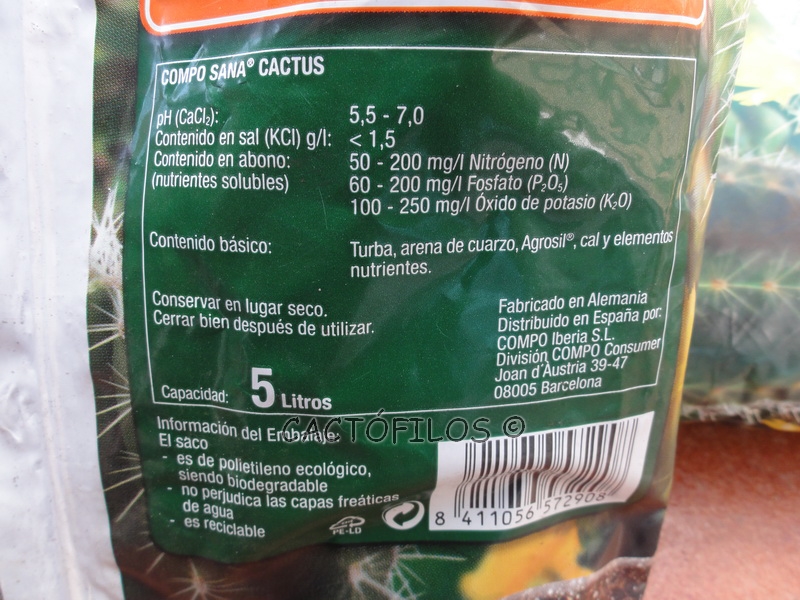 COMPO SANA® CACTUS
pH (CaCl₂): 5,5 - 7,0
Contenido en sal (KCl) g/l: < 1,5
Contenido en abono: 50 - 200 mg/l Nitrógeno (N)
(nutrientes solubles) 60 - 200 mg/l Fosfato (P₂O₅)
100 - 250 mg/l Óxido de potasio (K₂O)
Contenido básico: Turba, arena de cuarzo, Agrosil®, cal y elementos
nutrientes.
Conservar en lugar seco.
Cerrar bien después de utilizar.
Fabricado en Alemania
Distribuido en España por:
COMPO Iberia S.L.
División COMPO Consumer
Joan d'Austria 39-47
08005 Barcelona
Capacidad: 5 Litros
Información del Embalaje:
El saco
- es de polietileno ecológico,
siendo biodegradable
- no perjudica las capas freáticas
de agua
- es reciclable
CACTÓFILOS ©
PE-LD
8 411056 572908